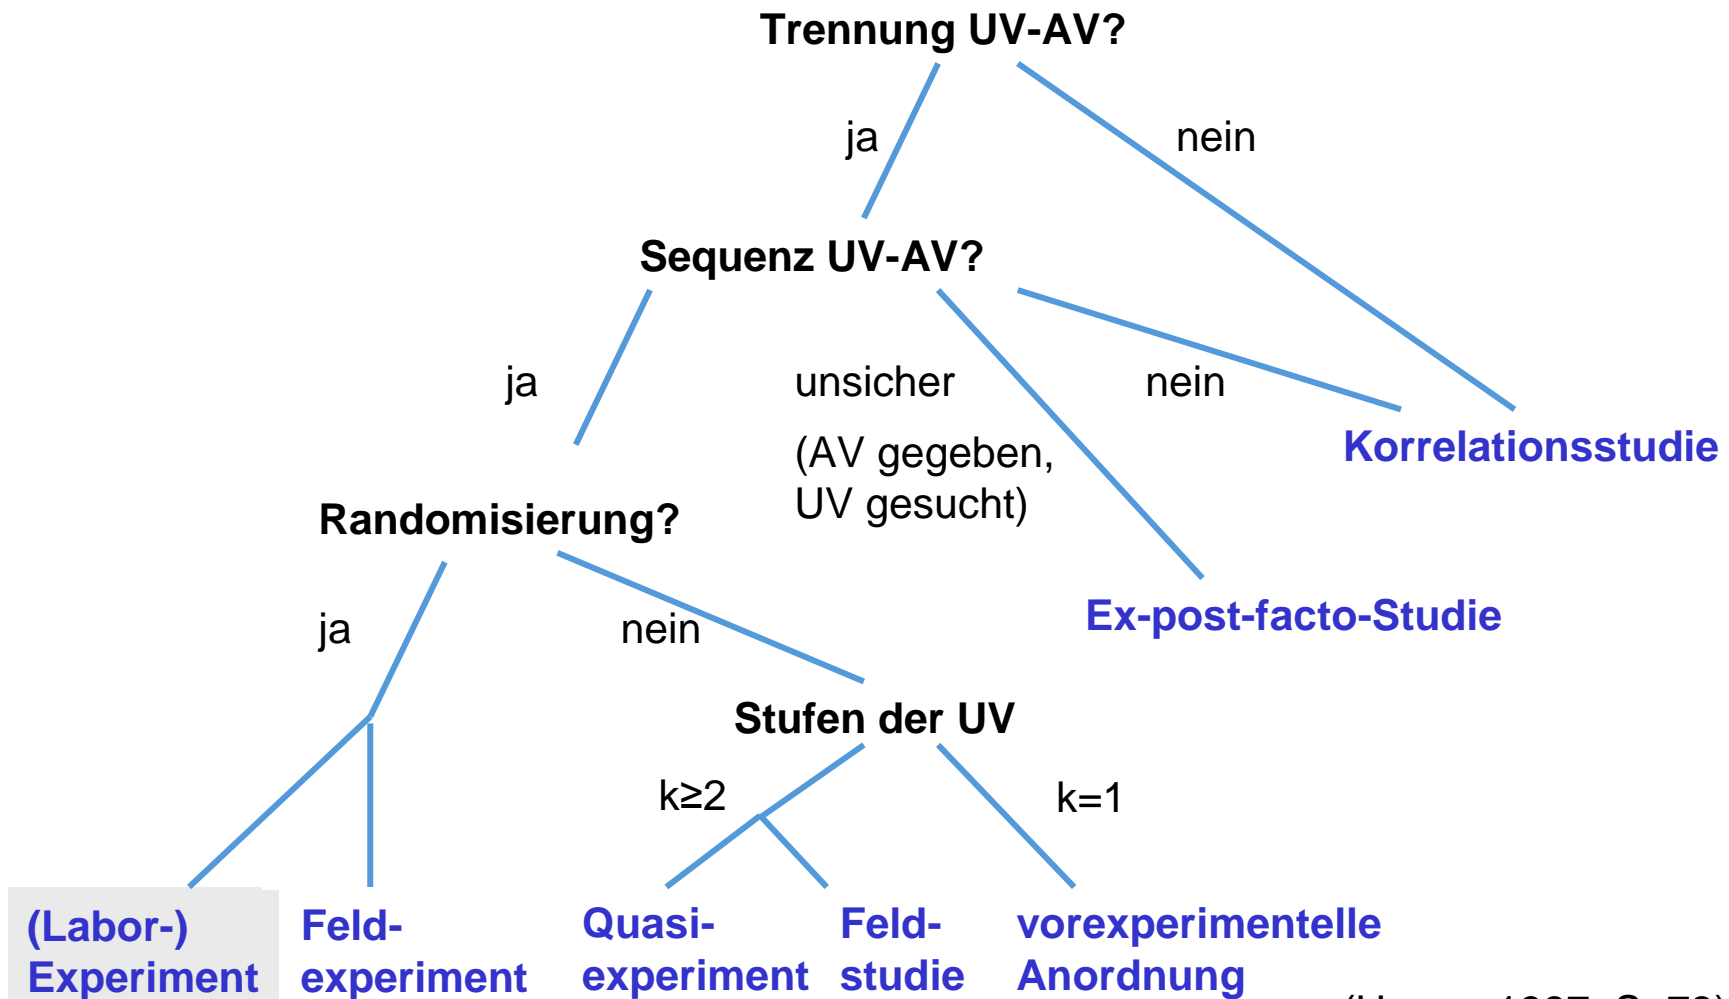 Trennung UV-AV?
ja
nein
Sequenz UV-AV?
ja
unsicher
nein
(AV gegeben,
UV gesucht)
Korrelationsstudie
Randomisierung?
Ex-post-facto-Studie
ja
nein
Stufen der UV
k≥2
k=1
(Labor-)
Experiment
Feld-
experiment
Quasi-
experiment
Feld-
studie
vorexperimentelle
Anordnung